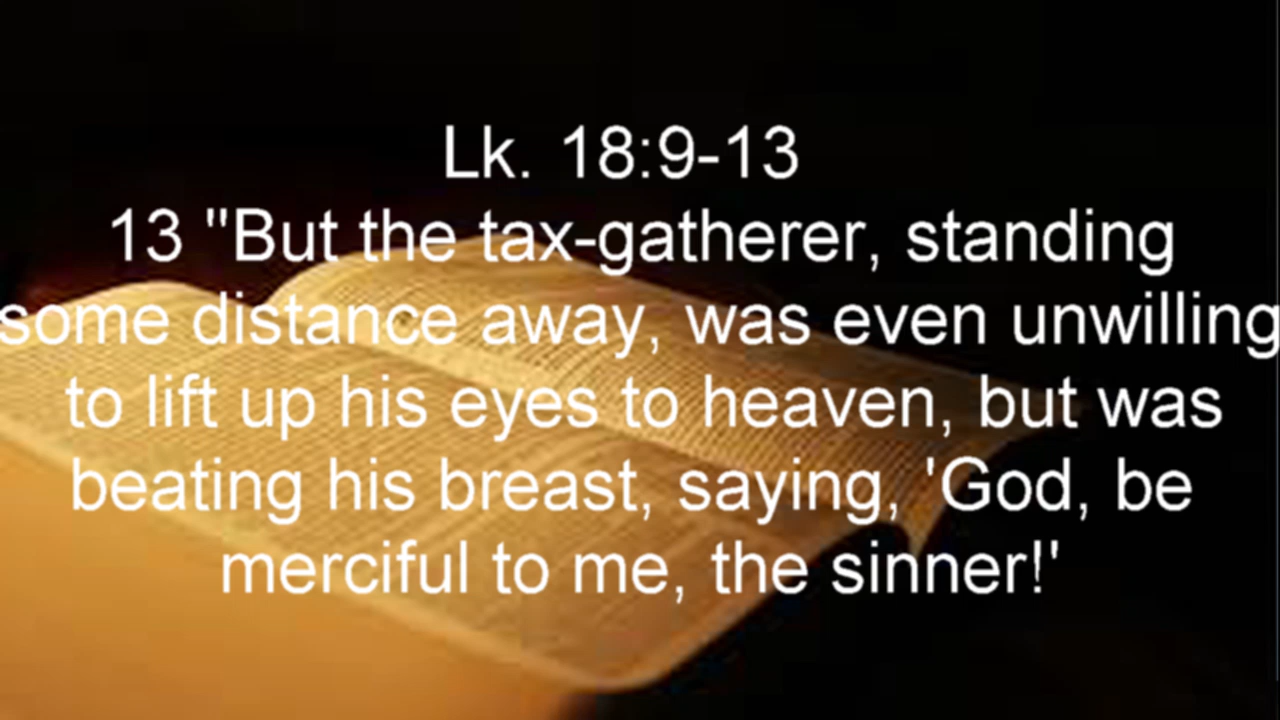 Lk. 18:9-13
13 "But the tax-gatherer, standing
some distance away, was even unwilling
to lift up his eyes to heaven, but was
beating his breast, saying, 'God, be
merciful to me, the sinner!'